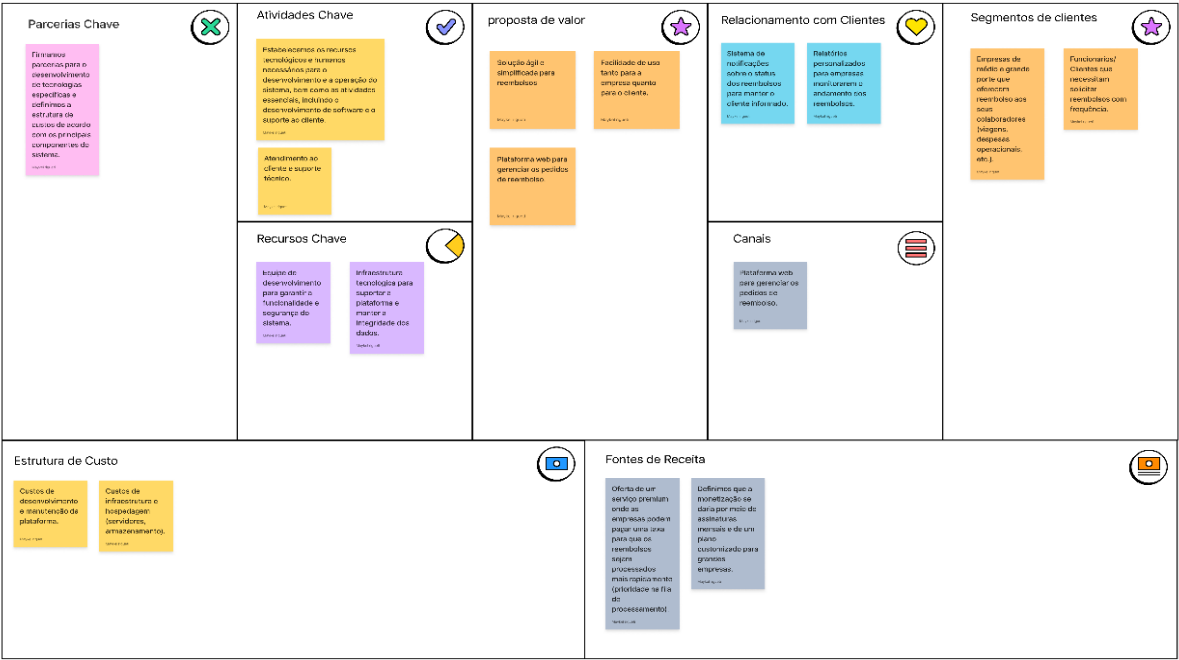 Parcerias Chave
Firmamos
parcerias para o
desenvolvimento
de tecnologias
específicas e
definimos a
estrutura de
custos de acordo
com os principais
componentes do
sistema.
Atividades Chave
Estabelecemos os recursos
tecnológicos e humanos
necessários para o
desenvolvimento e a operação do
sistema, bem como as atividades
essenciais, incluindo o
desenvolvimento de software e o
suporte ao cliente.
Atendimento ao
cliente e suporte
técnico.
Recursos Chave
Equipe de
desenvolvimento
para garantir a
funcionalidade e
segurança do
sistema.
Infraestrutura
tecnológica para
suportar a
plataforma e
manter a
integridade dos
dados.
proposta de valor
Solução ágil e
simplificada para
reembolsos
Facilidade de uso
tanto para a
empresa quanto
para o cliente.
Plataforma web para
gerenciar os pedidos
de reembolso.
Relacionamento com Clientes
Sistema de
notificações
sobre o status
dos reembolsos
para manter o
cliente informado.
Relatórios
personalizados
para empresas
monitorarem o
andamento dos
reembolsos.
Canais
Plataforma web
para gerenciar os
pedidos de
reembolso.
Segmentos de clientes
Empresas de
médio e grande
porte que
oferecem
reembolso aos
seus
colaboradores
(viagens,
despesas
operacionais,
etc.).
Funcionários/
Clientes que
necessitam
solicitar
reembolsos com
frequência.
Estrutura de Custo
Custos de
desenvolvimento
e manutenção da
plataforma.
Custos de
infraestrutura e
hospedagem
(servidores,
armazenamento).
Fontes de Receita
Oferta de um
serviço premium
onde as
empresas podem
pagar uma taxa
para que os
reembolsos
sejam
processados
mais rapidamente
(prioridade na fila
de
processamento).
Definimos que a
monetização se
daria por meio de
assinaturas
mensais e de um
plano
customizado para
grandes
empresas.